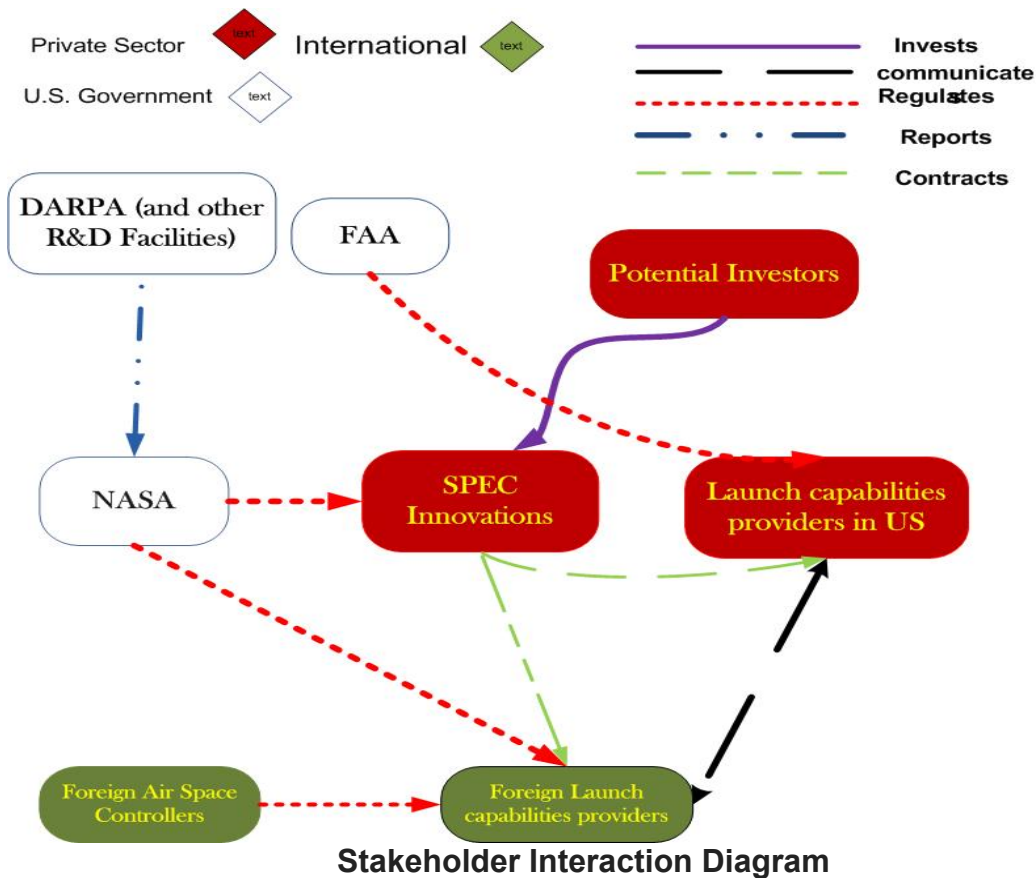 Private Sector
text
International
text
U.S. Government
text
Invests
communicates
Regulates
Reports
Contracts
DARPA (and other
R&D Facilities)
FAA
Potential Investors
NASA
SPEC
Innovations
Launch capabilities
providers in US
Foreign Air Space
Controllers
Foreign Launch
capabilities providers
Stakeholder Interaction Diagram